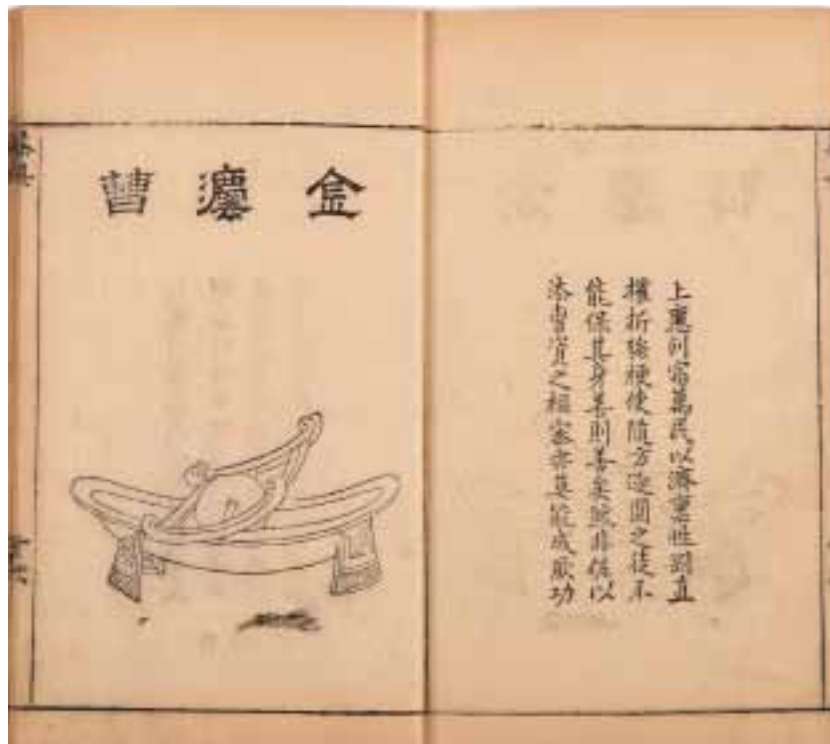 上應列宿萬民以濟稟性剛直
摧折強梗使隨方逐圓之徒不
能保其身善則善矣然非佐以
法曹資之樞密亦莫能成厥功
金灋曹